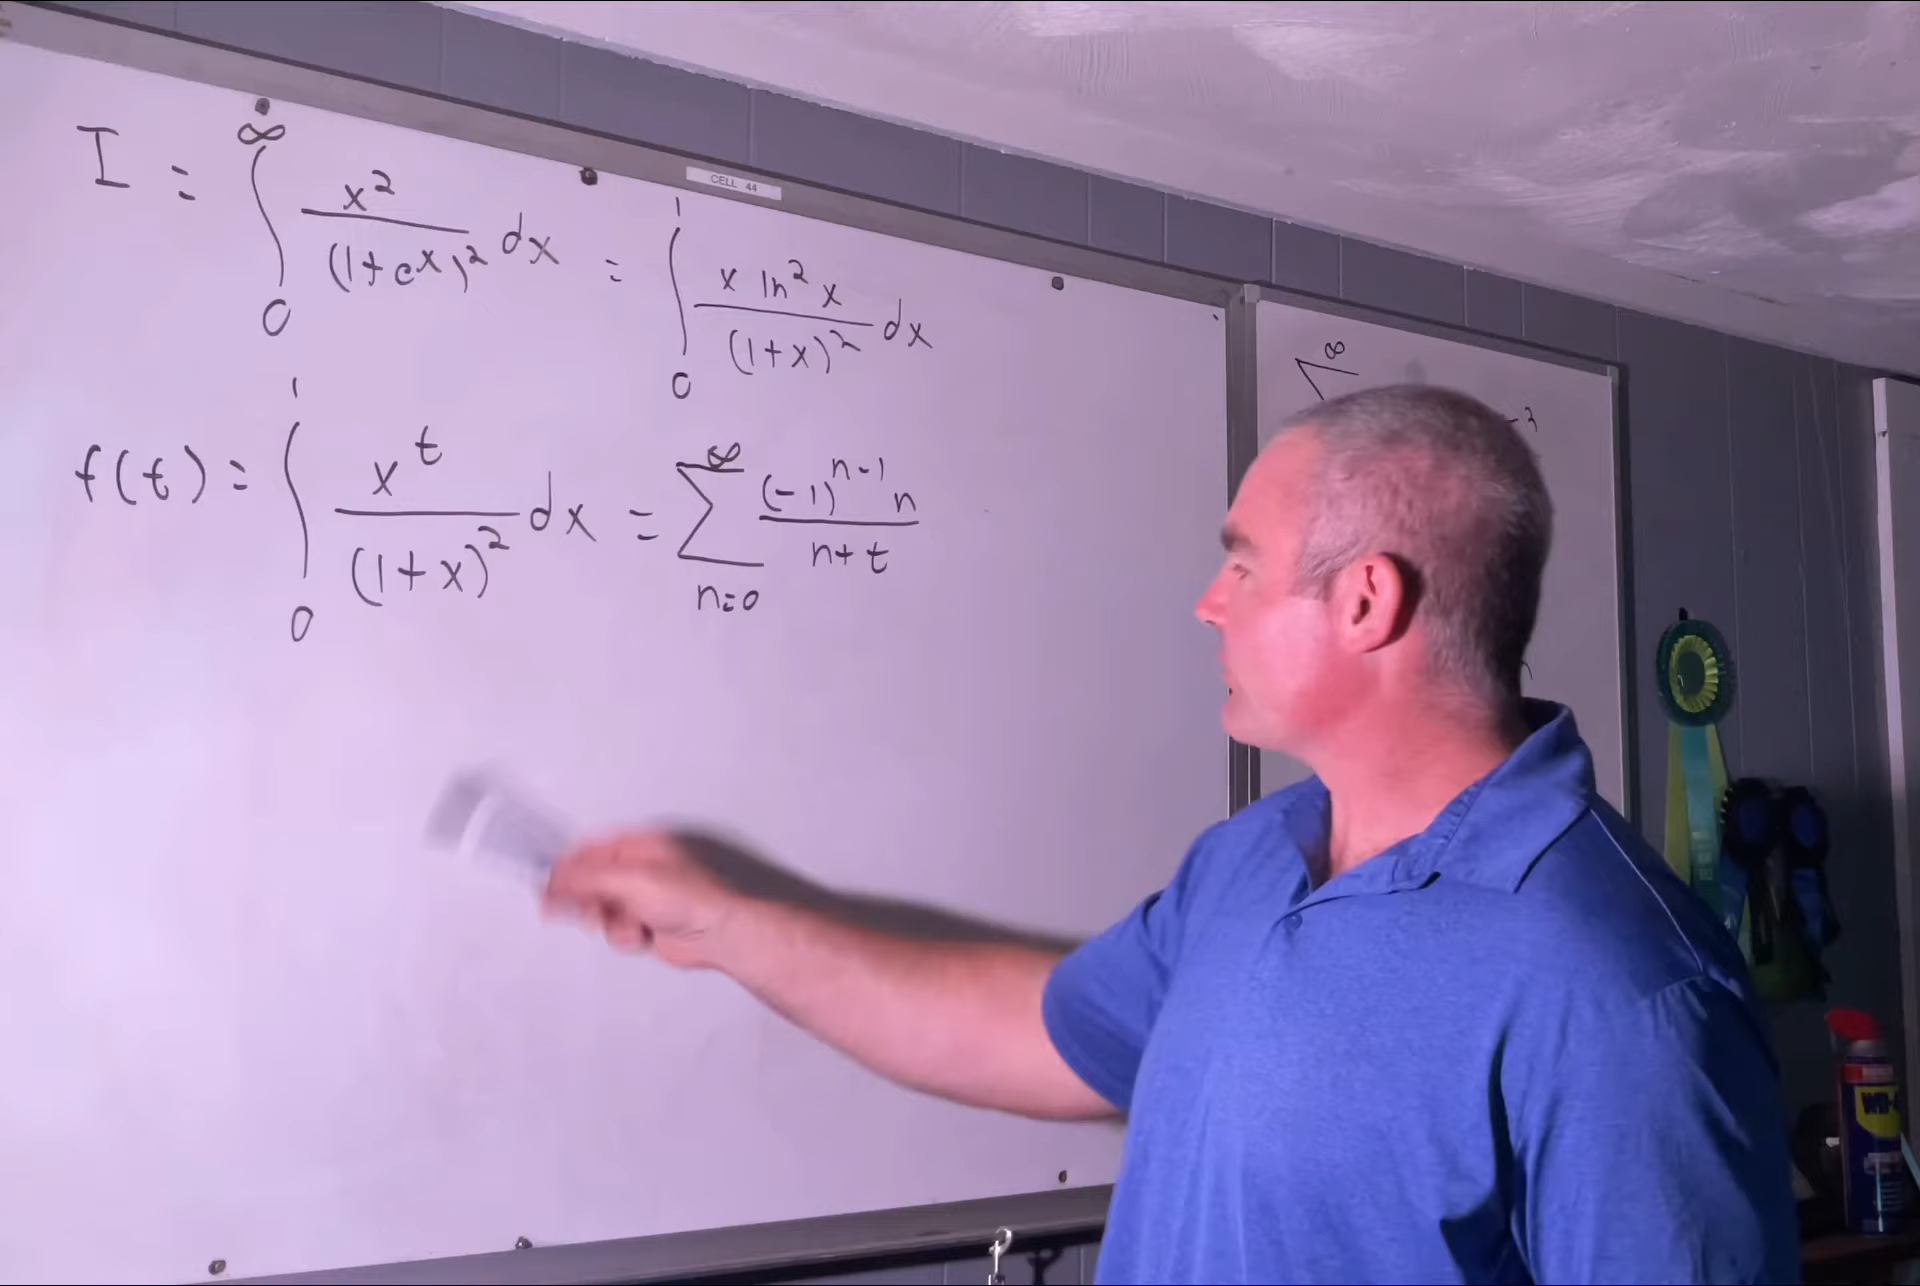 CELL 44
I = ∫₀^∞ x²/(1+eˣ)² dx = ∫₀¹ x ln² x/(1+x)² dx
f(t) = ∫₀¹ x^t/(1+x)² dx = ∑_{n=0}^∞ (-1)^{n-1} n/(n+t)
∞